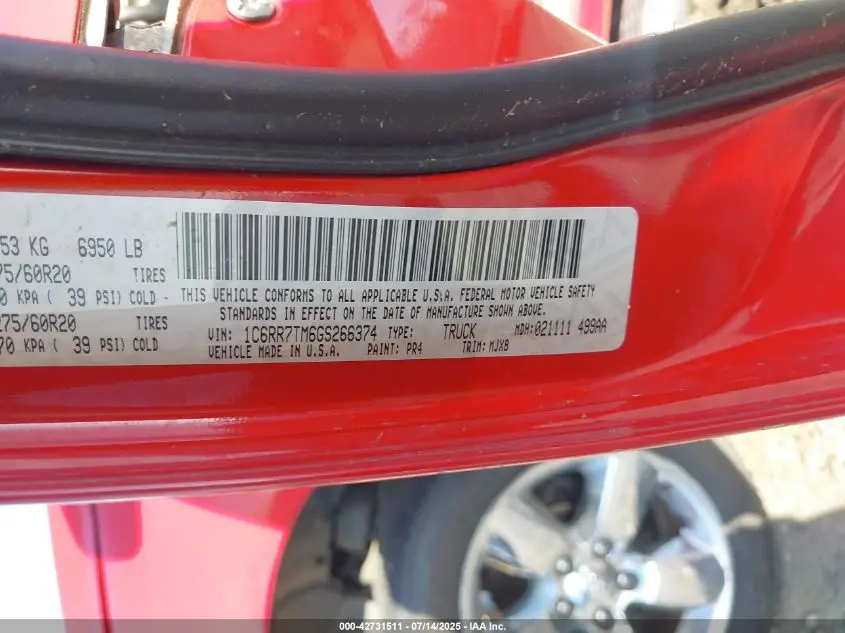 53 KG 6950 LB
75/60R20 TIRES
0 KPA ( 39 PSI) COLD
275/60R20 TIRES
70 KPA ( 39 PSI) COLD
THIS VEHICLE CONFORMS TO ALL APPLICABLE U.S.A. FEDERAL MOTOR VEHICLE SAFETY
STANDARDS IN EFFECT ON THE DATE OF MANUFACTURE SHOWN ABOVE.
VIN: 1C6RR7TM6GS266374 TYPE: TRUCK MDH:021111 499AA
VEHICLE MADE IN U.S.A. PAINT: PR4 TRIM: MJX8
000-42731511 - 07/14/2025 - IAA Copart